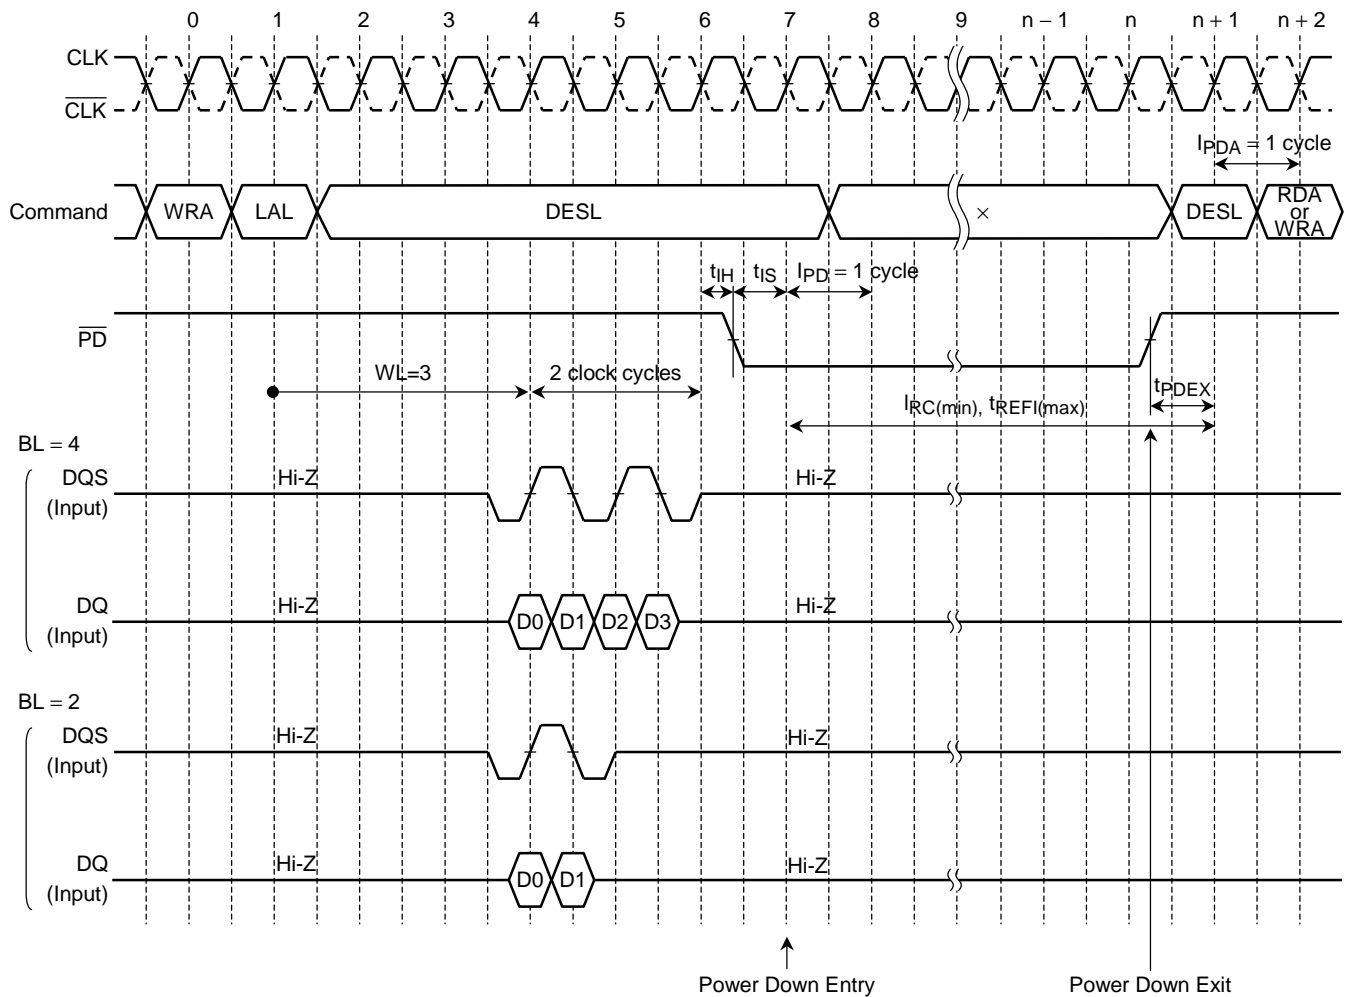 0 1 2 3 4 5 6 7 8 9 n − 1 n n + 1 n + 2
CLK
CLK
IPDA = 1 cycle
Command WRA LAL DESL × DESL RDA or WRA
tIH tIS IPD = 1 cycle
PD
WL=3 2 clock cycles
tPDEX
IRC(min), tREFI(max)
BL = 4
DQS Hi-Z Hi-Z
(Input)
DQ Hi-Z D0 D1 D2 D3 Hi-Z
(Input)
BL = 2
DQS Hi-Z Hi-Z
(Input)
DQ Hi-Z D0 D1 Hi-Z
(Input)
Power Down Entry Power Down Exit